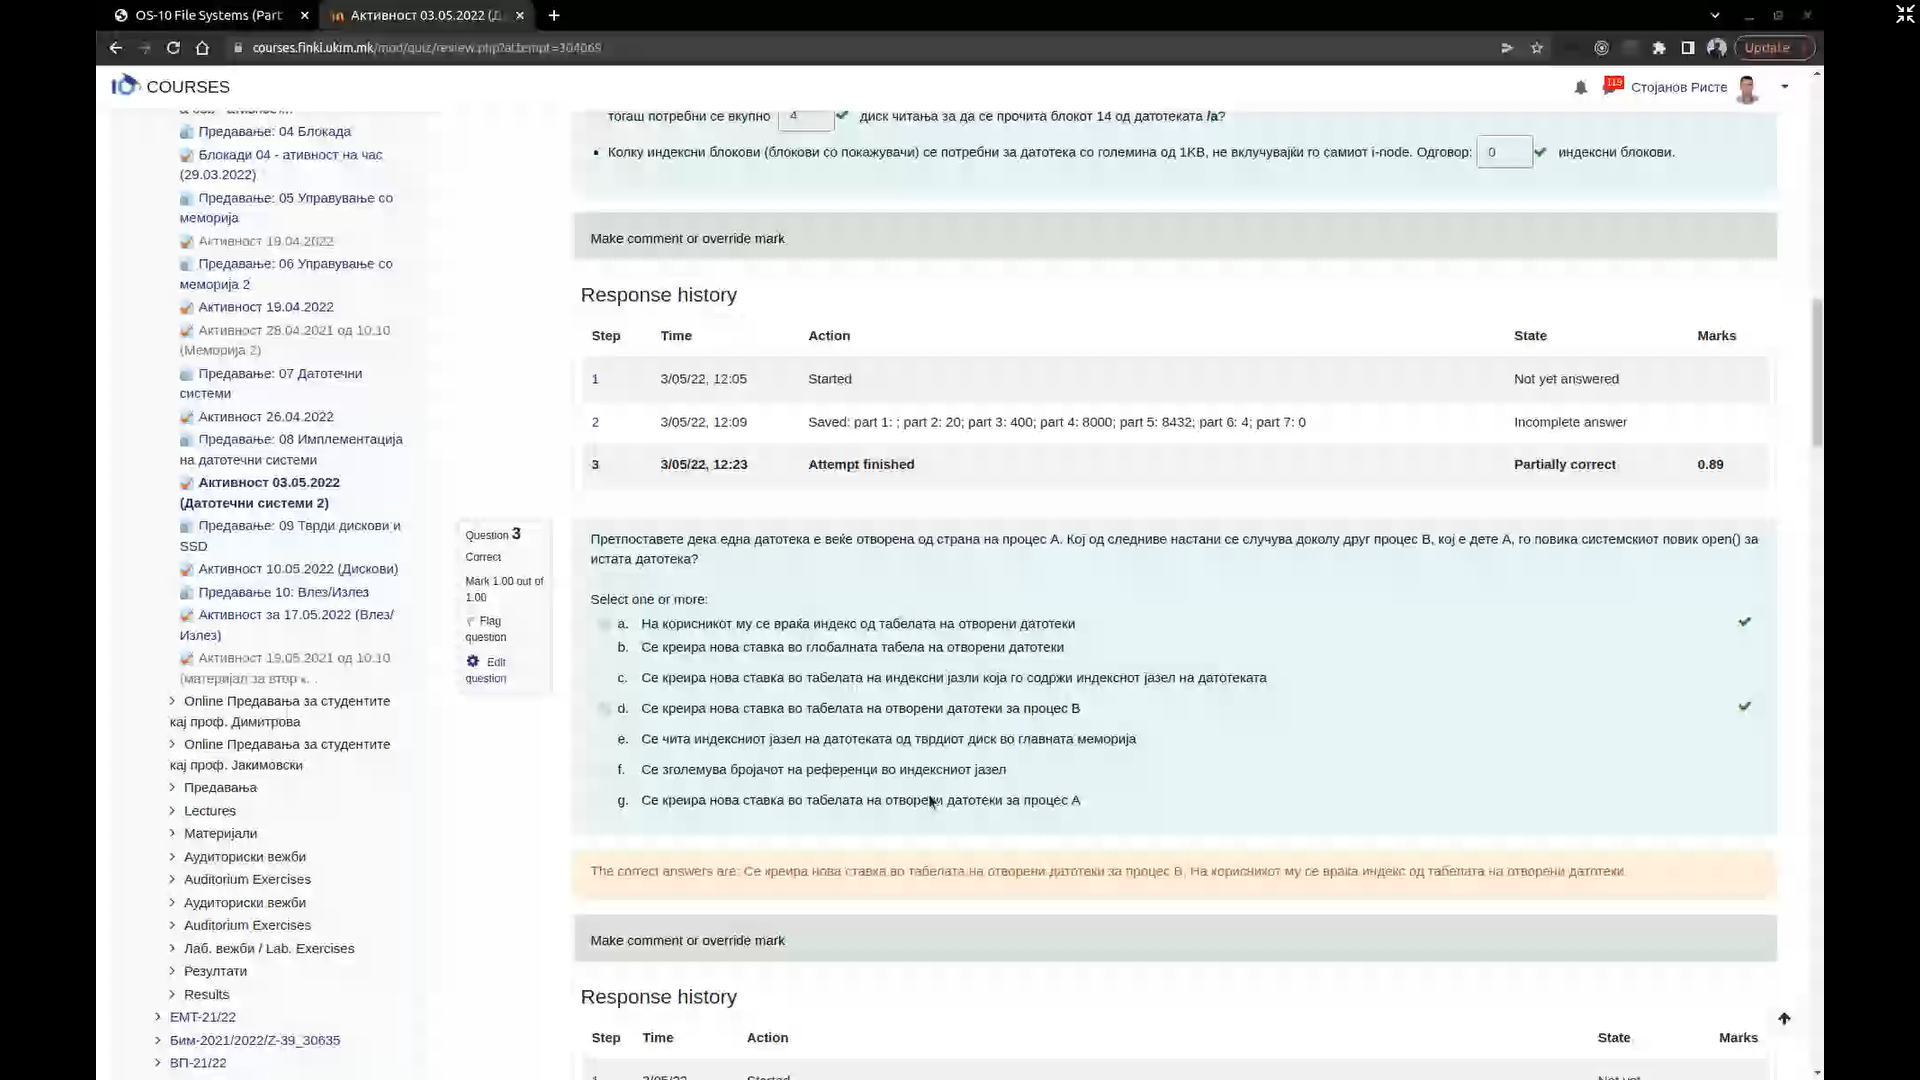 OS-10 File Systems (Part
Активност 03.05.2022 (Д
courses.finki.ukim.mk/mod/quiz/review.php?attempt=304069
Update
COURSES
119
Стојанов Ристе
Предавање: 04 Блокада
Блокади 04 - ативност на час
(29.03.2022)
Предавање: 05 Управување со
меморија
Активност 19.04.2022
Предавање: 06 Управување со
меморија 2
Активност 19.04.2022
Активност 28.04.2021 од 10.10
(Меморија 2)
Предавање: 07 Датотечни
системи
Активност 26.04.2022
Предавање: 08 Имплементација
на датотечни системи
Активност 03.05.2022
(Датотечни системи 2)
Предавање: 09 Тврди дискови и
SSD
Активност 10.05.2022 (Дискови)
Предавање 10: Влез/Излез
Активност за 17.05.2022 (Влез/
Излез)
Активност 19.05.2021 од 10.10
(материјал за втор к. .
Online Предавања за студентите
кај проф. Димитрова
Online Предавања за студентите
кај проф. Јакимовски
Предавања
Lectures
Материјали
Аудиториски вежби
Auditorium Exercises
Аудиториски вежби
Auditorium Exercises
Лаб. вежби / Lab. Exercises
Резултати
Results
ЕМТ-21/22
Бим-2021/2022/Z-39_30635
ВП-21/22
тогаш потребни се вкупно 4 диск читања за да се прочита блокот 14 од датотеката /a?
Колку индексни блокови (блокови со покажувачи) се потребни за датотека со големина од 1KB, не вклучувајќи го самиот i-node. Одговор: 0 индексни блокови.
Make comment or override mark
Response history
Step Time Action State Marks
1 3/05/22, 12:05 Started Not yet answered
2 3/05/22, 12:09 Saved: part 1: ; part 2: 20; part 3: 400; part 4: 8000; part 5: 8432; part 6: 4; part 7: 0 Incomplete answer
3 3/05/22, 12:23 Attempt finished Partially correct 0.89
Question 3
Correct
Mark 1.00 out of
1.00
Flag
question
Edit
question
Претпоставете дека една датотека е веќе отворена од страна на процес А. Кој од следниве настани се случува доколу друг процес B, кој е дете А, го повика системскиот повик open() за
истата датотека?
Select one or more:
a. На корисникот му се враќа индекс од табелата на отворени датотеки
b. Се креира нова ставка во глобалната табела на отворени датотеки
c. Се креира нова ставка во табелата на индексни јазли која го содржи индексниот јазел на датотеката
d. Се креира нова ставка во табелата на отворени датотеки за процес B
e. Се чита индексниот јазел на датотеката од тврдиот диск во главната меморија
f. Се зголемува бројачот на референци во индексниот јазел
g. Се креира нова ставка во табелата на отворени датотеки за процес А
The correct answers are: Се креира нова ставка во табелата на отворени датотеки за процес B, На корисникот му се враќа индекс од табелата на отворени датотеки
Make comment or override mark
Response history
Step Time Action State Marks